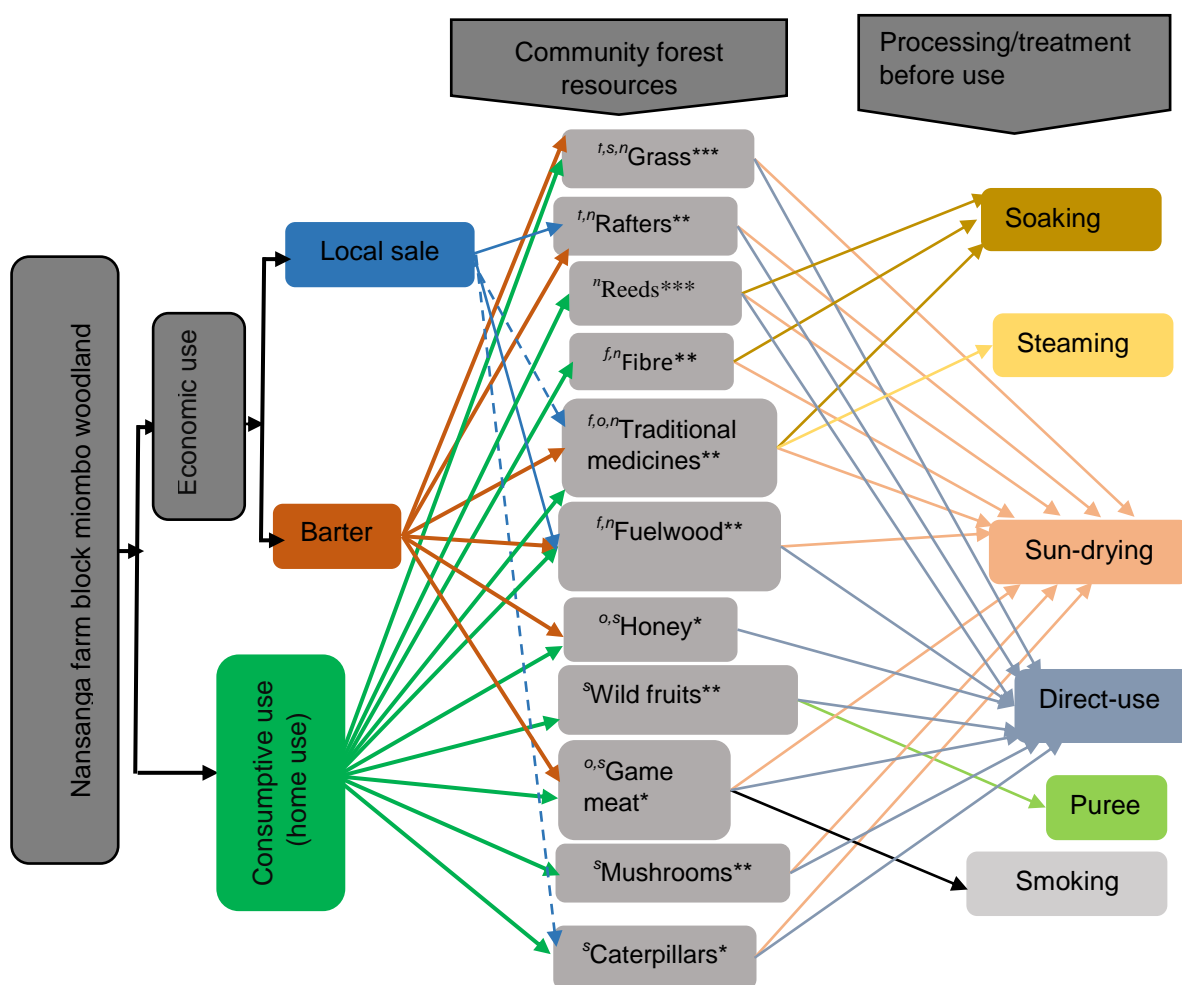 Community forest
resources
Processing/treatment
before use
Nansanga farm block miombo woodland
Economic use
Local sale
Barter
Consumptive use
(home use)
t,s,nGrass***
t,nRafters**
nReeds***
f,nFibre**
f,o,nTraditional
medicines**
f,nFuelwood**
o,sHoney*
sWild fruits**
o,sGame
meat*
sMushrooms**
sCaterpillars*
Soaking
Steaming
Sun-drying
Direct-use
Puree
Smoking